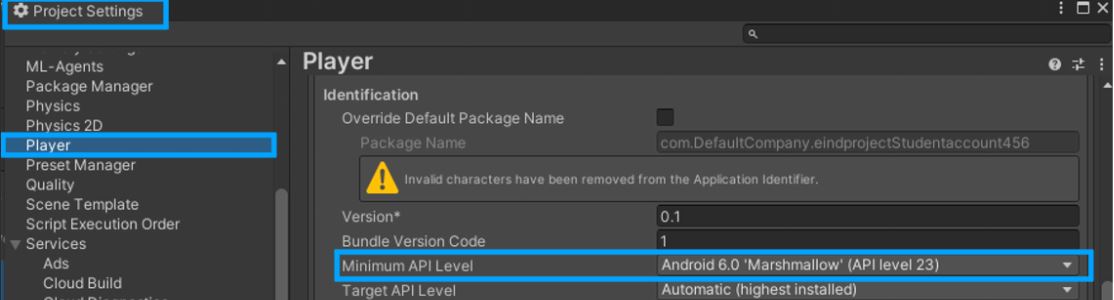 Project Settings
ML-Agents
Package Manager
Physics
Physics 2D
Player
Preset Manager
Quality
Scene Template
Script Execution Order
Services
Ads
Cloud Build
Player
Identification
Override Default Package Name
Package Name com.DefaultCompany.eindprojectStudentaccount456
Invalid characters have been removed from the Application Identifier.
Version* 0.1
Bundle Version Code 1
Minimum API Level Android 6.0 'Marshmallow' (API level 23)
Target API Level Automatic (highest installed)